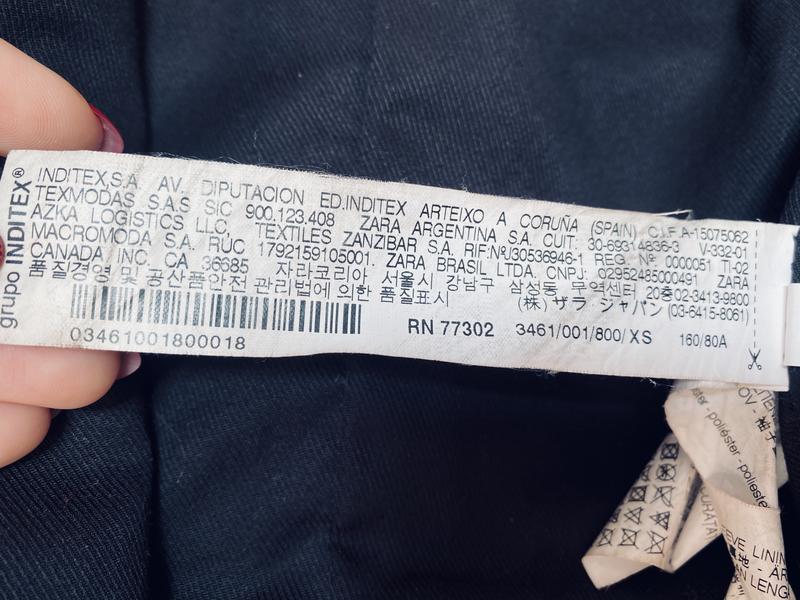 grupo INDITEX®
INDITEX,S.A. AV. DIPUTACION ED.INDITEX ARTEIXO A CORUÑA (SPAIN) C.I.F.A-15075062
TEXMODAS S.A.S SIC 900.123.408 ZARA ARGENTINA S.A. CUIT: 30-69314836-3 V-332-01
AZKA LOGISTICS LLC, TEXTILES ZANZIBAR S.A. RIF:NºJ30536946-1 REG. Nº 0000051 TI-02
MACROMODA S.A. RUC 1792159105001. ZARA BRASIL LTDA. CNPJ: 02952485000491 ZARA
CANADA INC. CA 36685 자라코리아 서울시 강남구 삼성동 무역센터 20층02-3413-9800
품질경영 및 공산품안전 관리법에 의한 품질표시 (株) ザラ ジャパン (03-6415-8061)
03461001800018
RN 77302 3461/001/800/XS 160/80A
poliéster - polieste
EVE LININ